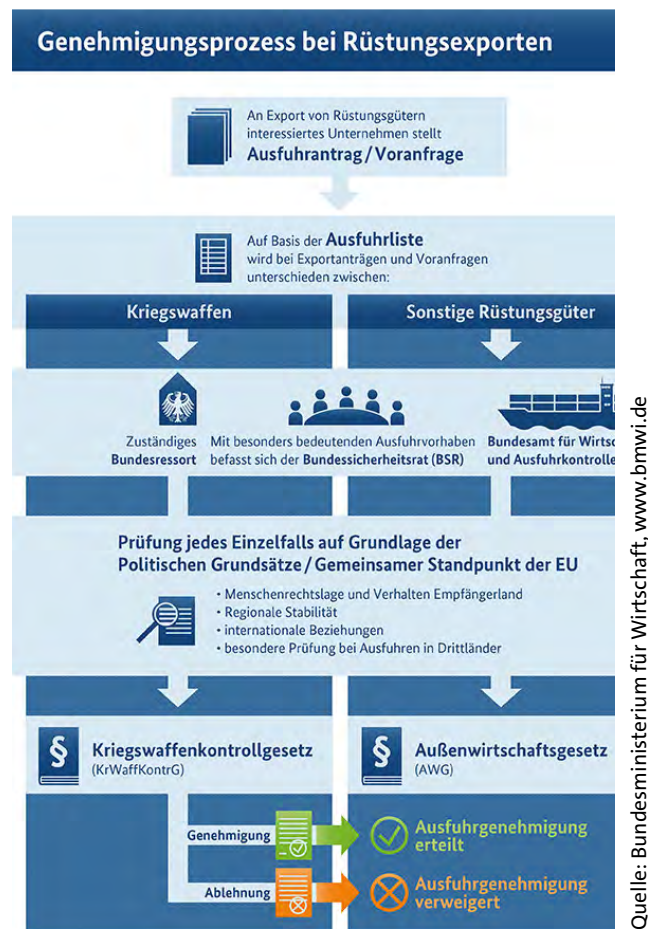 Genehmigungsprozess bei Rüstungsexporten
An Export von Rüstungsgütern
interessiertes Unternehmen stellt
Ausfuhrantrag / Voranfrage
Auf Basis der Ausfuhrliste
wird bei Exportanträgen und Voranfragen
unterschieden zwischen:
Kriegswaffen
Sonstige Rüstungsgüter
Zuständiges
Bundesressort
Mit besonders bedeutenden Ausfuhrvorhaben
befasst sich der Bundessicherheitsrat (BSR)
Bundesamt für Wirtsc
und Ausfuhrkontrolle
Prüfung jedes Einzelfalls auf Grundlage der
Politischen Grundsätze / Gemeinsamer Standpunkt der EU
• Menschenrechtslage und Verhalten Empfängerland
• Regionale Stabilität
• internationale Beziehungen
• besondere Prüfung bei Ausfuhren in Drittländer
§
Kriegswaffenkontrollgesetz
(KrWaffKontrG)
§
Außenwirtschaftsgesetz
(AWG)
Genehmigung
Ausfuhrgenehmigung
erteilt
Ablehnung
Ausfuhrgenehmigung
verweigert
Quelle: Bundesministerium für Wirtschaft, www.bmwi.de